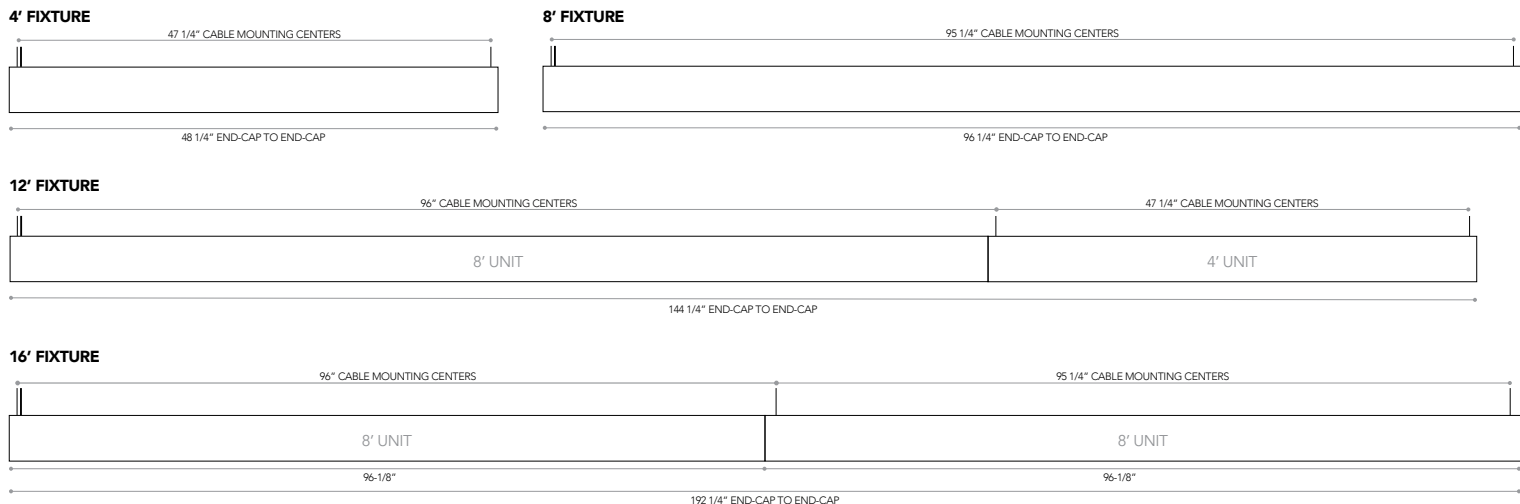 4’ FIXTURE
47 1/4“ CABLE MOUNTING CENTERS
48 1/4“ END-CAP TO END-CAP
8’ FIXTURE
95 1/4“ CABLE MOUNTING CENTERS
96 1/4“ END-CAP TO END-CAP
12’ FIXTURE
96“ CABLE MOUNTING CENTERS
47 1/4“ CABLE MOUNTING CENTERS
8’ UNIT
4’ UNIT
144 1/4“ END-CAP TO END-CAP
16’ FIXTURE
96“ CABLE MOUNTING CENTERS
95 1/4“ CABLE MOUNTING CENTERS
8’ UNIT
8’ UNIT
96-1/8“
96-1/8“
192 1/4“ END-CAP TO END-CAP